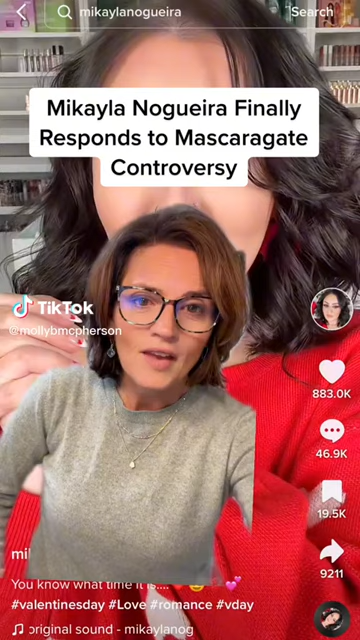 mikaylanogueira
Search
Mikayla Nogueira Finally
Responds to Mascaragate
Controversy
TikTok
@mollybmcpherson
883.0K
46.9K
19.5K
9211
mi
You know what time it is....
#valentinesday #Love #romance #vday
original sound - mikaylanog